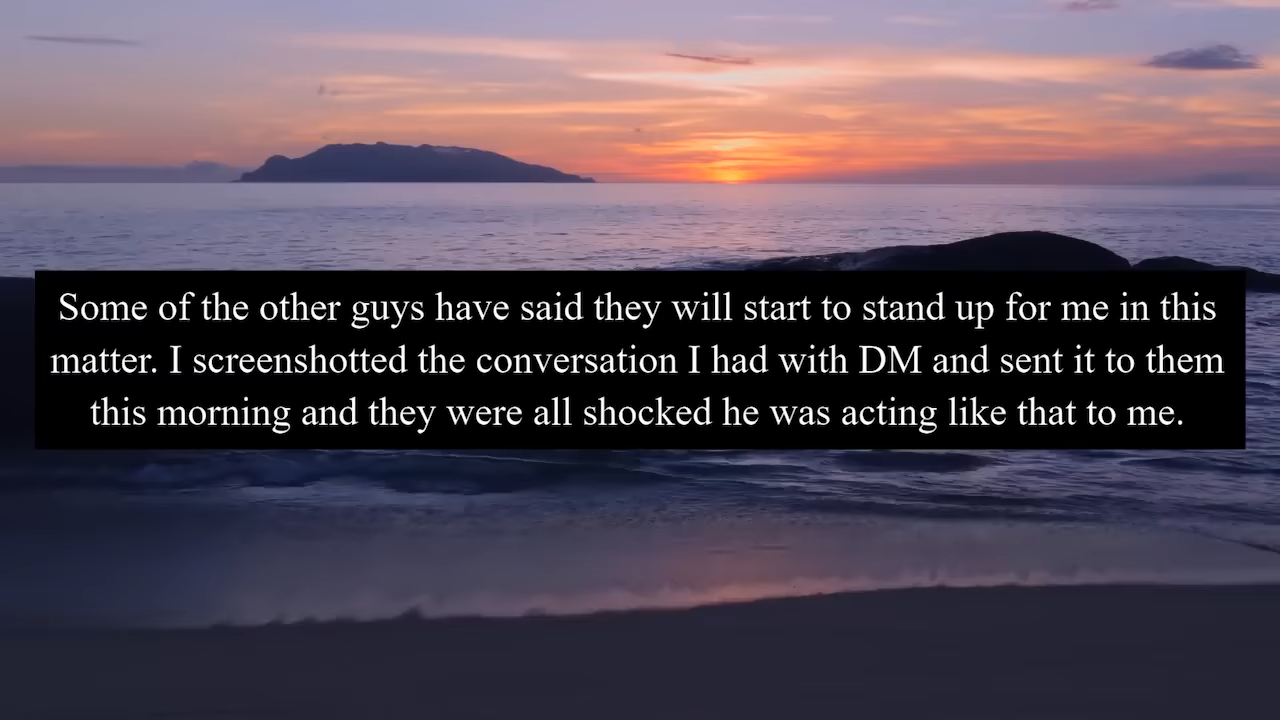 Some of the other guys have said they will start to stand up for me in this
matter. I screenshotted the conversation I had with DM and sent it to them
this morning and they were all shocked he was acting like that to me.